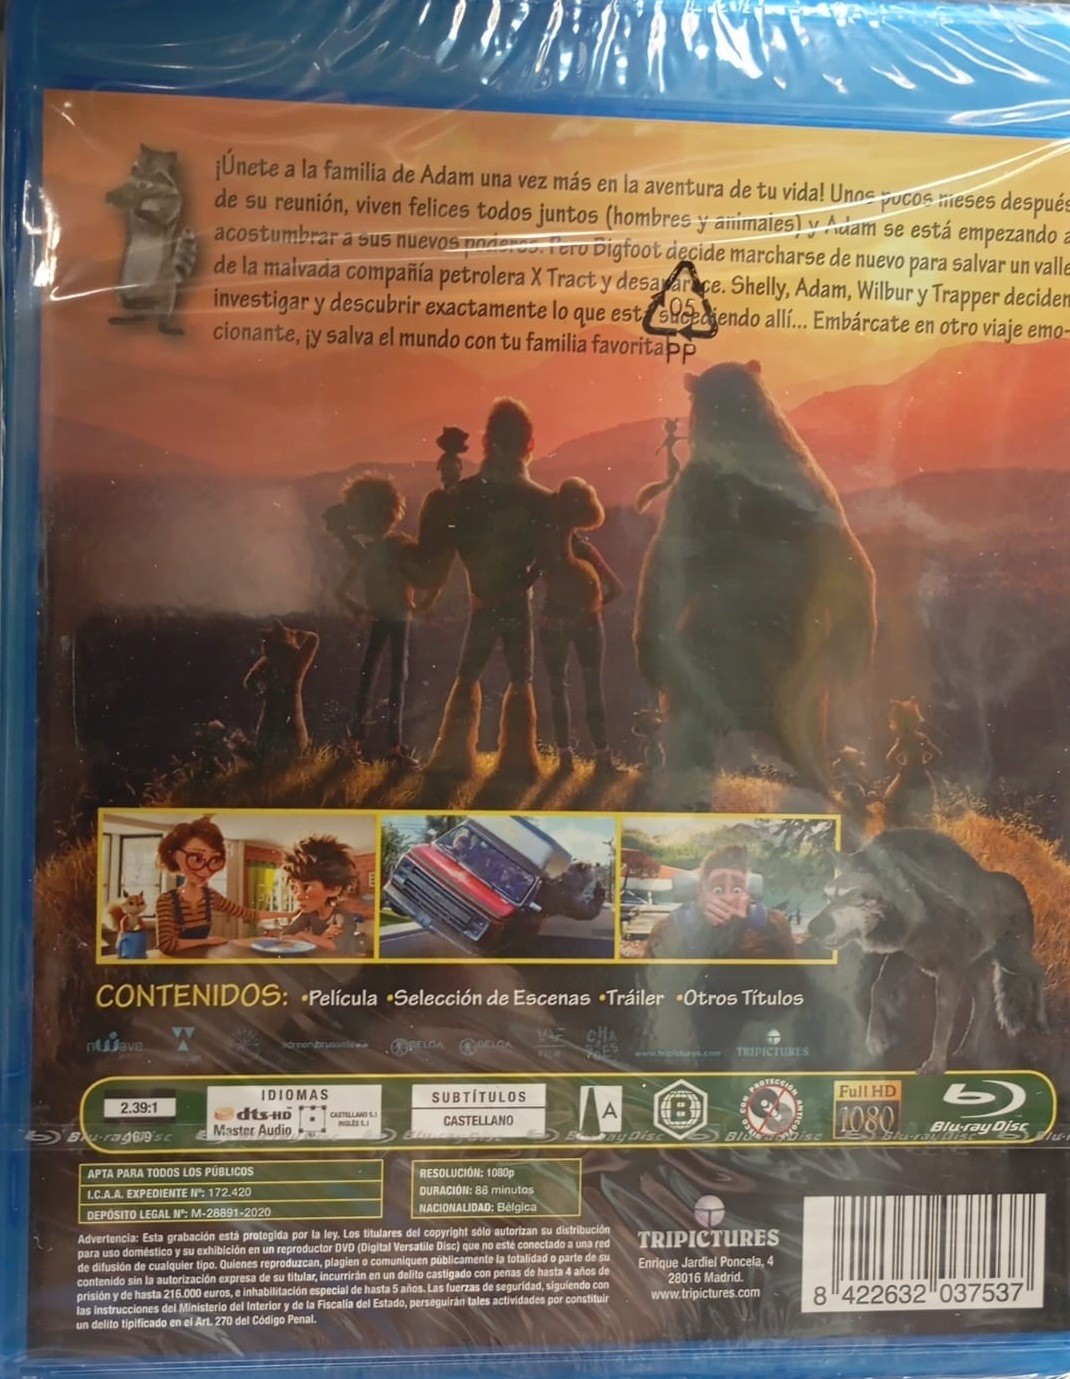 ¡Únete a la familia de Adam una vez más en la aventura de tu vida! Unos pocos meses después
de su reunión, viven felices todos juntos (hombres y animales) y Adam se está empezando a
acostumbrar a sus nuevos poderes. Pero Bigfoot decide marcharse de nuevo para salvar un valle
de la malvada compañía petrolera X Tract y desaparece. Shelly, Adam, Wilbur y Trapper deciden
investigar y descubrir exactamente lo que está sucediendo allí... Embárcate en otro viaje emo-
cionante, ¡y salva el mundo con tu familia favorita
05
PP
CONTENIDOS: •Película •Selección de Escenas •Tráiler •Otros Títulos
nWave
BELGA
BELGA
www.tripictures.com
TRIPICTURES
2.39:1
16/9
IDIOMAS
dts-HD
Master Audio
CASTELLANO 5.1
INGLÉS 5.1
SUBTÍTULOS
CASTELLANO
A
B
Full HD
1080
Blu-ray Disc
APTA PARA TODOS LOS PÚBLICOS
I.C.A.A. EXPEDIENTE Nº: 172.420
DEPÓSITO LEGAL Nº: M-28891-2020
RESOLUCIÓN: 1080p
DURACIÓN: 88 minutos
NACIONALIDAD: Bélgica
Advertencia: Esta grabación está protegida por la ley. Los titulares del copyright sólo autorizan su distribución
para uso doméstico y su exhibición en un reproductor DVD (Digital Versatile Disc) que no esté conectado a una red
de difusión de cualquier tipo. Quienes reproduzcan, plagien o comuniquen públicamente la totalidad o parte de su
contenido sin la autorización expresa de su titular, incurrirán en un delito castigado con penas de hasta 4 años de
prisión y de hasta 216.000 euros, e inhabilitación especial de hasta 5 años. Las fuerzas de seguridad, siguiendo con
las instrucciones del Ministerio del Interior y de la Fiscalía del Estado, perseguirán tales actividades por constituir
un delito tipificado en el Art. 270 del Código Penal.
TRIPICTURES
Enrique Jardiel Poncela, 4
28016 Madrid.
www.tripictures.com
8 422632 037537